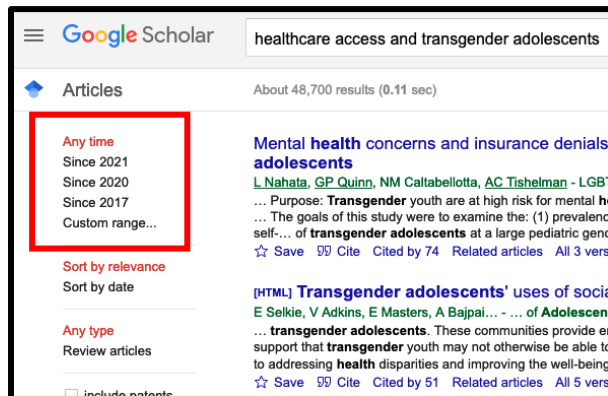 Google Scholar
healthcare access and transgender adolescents
Articles
About 48,700 results (0.11 sec)
Any time
Since 2021
Since 2020
Since 2017
Custom range...
Sort by relevance
Sort by date
Any type
Review articles
include patents
Mental health concerns and insurance denials
adolescents
L Nahata, GP Quinn, NM Caltabellotta, AC Tishelman - LGBT
... Purpose: Transgender youth are at high risk for mental
... The goals of this study were to examine the: (1) prevalenc
self-... of transgender adolescents at a large pediatric gend
Save Cite Cited by 74 Related articles All 3 vers
[HTML] Transgender adolescents' uses of socia
E Selkie, V Adkins, E Masters, A Bajpai... - ... of Adolescen
... transgender adolescents. These communities provide e
support that transgender youth may not otherwise be able to
to addressing health disparities and improving the well-being
Save Cite Cited by 51 Related articles All 5 vers